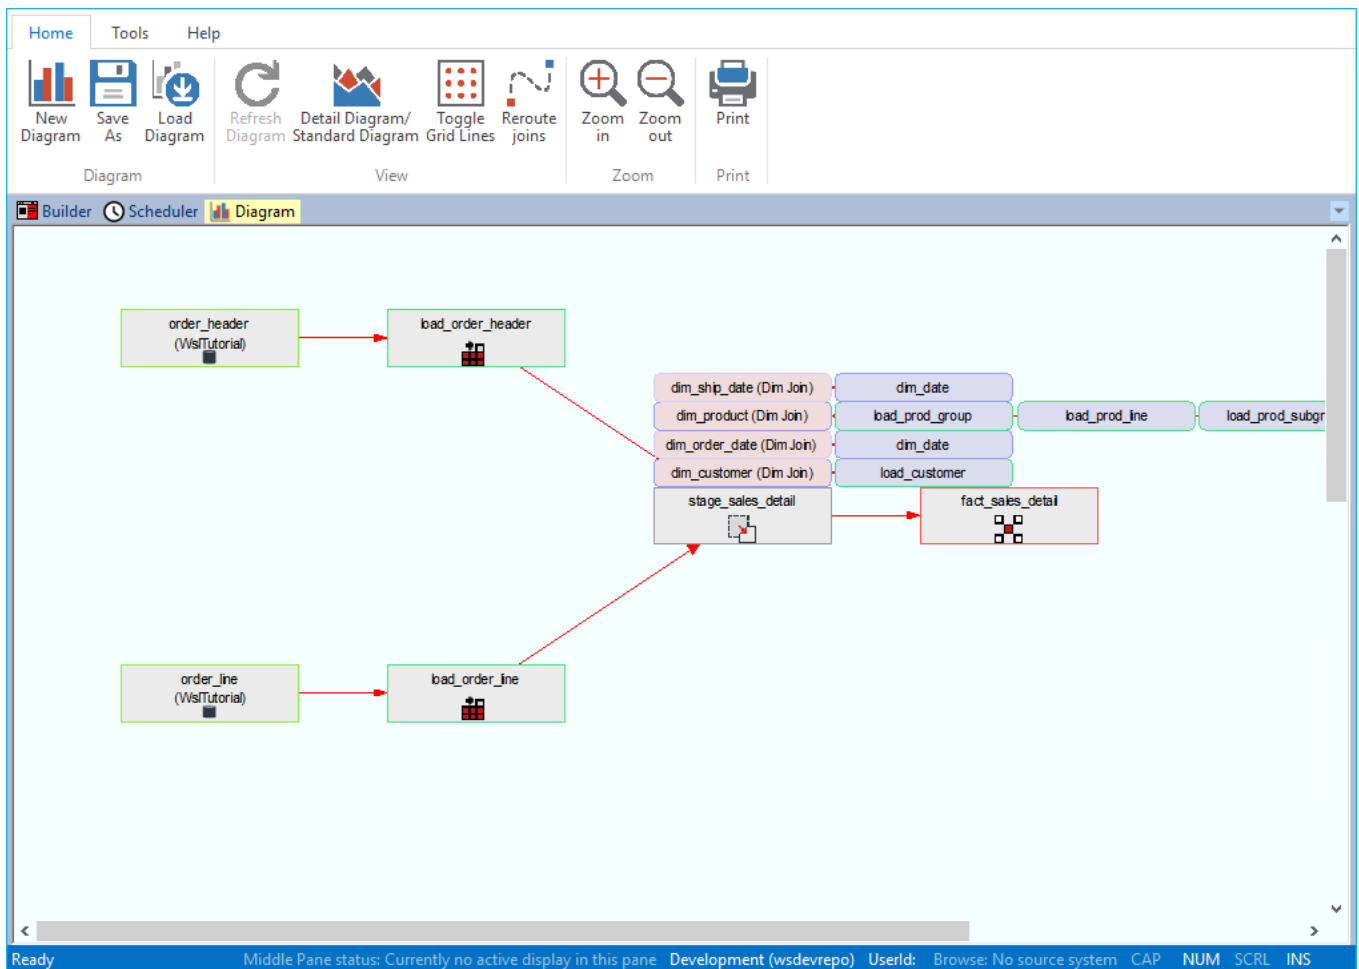 Home Tools Help
New Diagram Save As Load Diagram Refresh Diagram Detail Diagram/ Standard Diagram Toggle Grid Lines Reroute joins Zoom in Zoom out Print
Diagram View Zoom Print
Builder Scheduler Diagram
order_header
(WslTutorial)
load_order_header
dim_ship_date (Dim Join) dim_date
dim_product (Dim Join) load_prod_group load_prod_line load_prod_subgr
dim_order_date (Dim Join) dim_date
dim_customer (Dim Join) load_customer
stage_sales_detail fact_sales_detail
order_line
(WslTutorial)
load_order_line
Ready Middle Pane status: Currently no active display in this pane Development (wsdevrepo) UserId: Browse: No source system CAP NUM SCRL INS